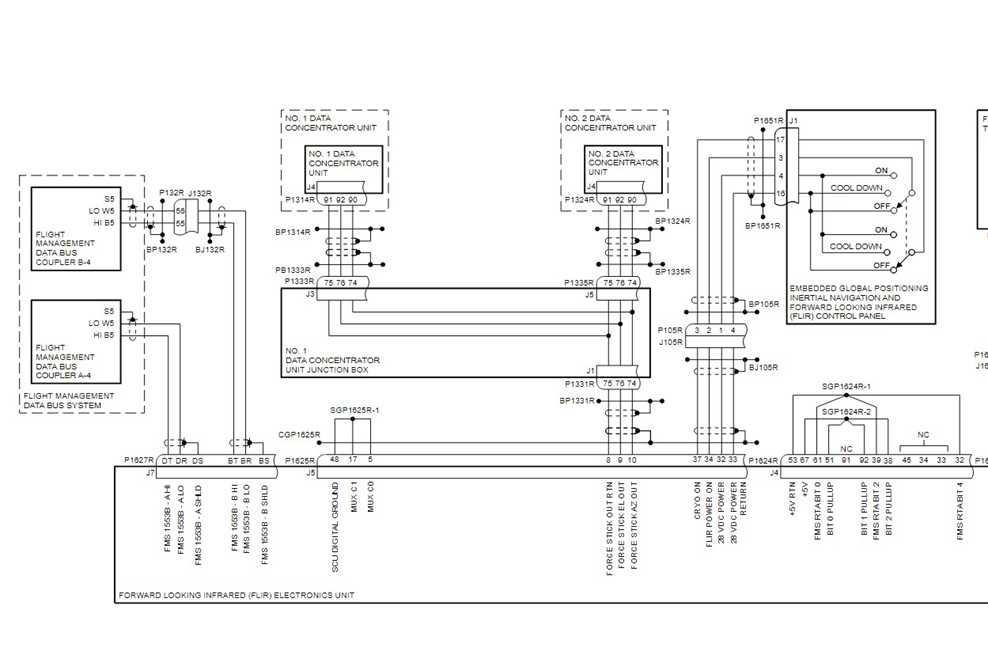 NO. 1 DATA
CONCENTRATOR UNIT
NO. 1 DATA
CONCENTRATOR
UNIT
J4
P1314R
91 92 90
BP1314R
PB1333R
P1333R
75 76 74
J3
NO. 2 DATA
CONCENTRATOR UNIT
NO. 2 DATA
CONCENTRATOR
UNIT
J4
P1324R
91 92 90
BP1324R
BP1335R
P1335R
75 76 74
J5
NO. 1
DATA CONCENTRATOR
UNIT JUNCTION BOX
J1
P1331R
75 76 74
BP1331R
P1651R
J1
17
3
4
16
BP1651R
ON
COOL DOWN
OFF
ON
COOL DOWN
OFF
EMBEDDED GLOBAL POSITIONING
INERTIAL NAVIGATION AND
FORWARD LOOKING INFRARED
(FLIR) CONTROL PANEL
F
T
S5
LO W5
HI B5
FLIGHT
MANAGEMENT
DATA BUS
COUPLER B-4
P132R
J132R
56
55
BP132R
BJ132R
S5
LO W5
HI B5
FLIGHT
MANAGEMENT
DATA BUS
COUPLER A-4
FLIGHT MANAGEMENT
DATA BUS SYSTEM
BP105R
P105R
3 2 1 4
J105R
BJ105R
P16
J16
SGP1624R-1
SGP1624R-2
NC
NC
SGP1625R-1
CGP1625R
P1627R
J7
DT DR DS
BT BR BS
P1625R
J5
48 17 5
8 9 10
37 34 32 33
P1624R
J4
53 67 61 51 91 92 39 38
45 34 33 32
P16
FMS 1553B - A HI
FMS 1553B - A LO
FMS 1553B - A SHLD
FMS 1553B - B HI
FMS 1553B - B LO
FMS 1553B - B SHLD
SCU DIGITAL GROUND
MUX C1
MUX C0
FORCE STICK OUT RTN
FORCE STICK EL OUT
FORCE STICK AZ OUT
CRYO ON
FLIR POWER ON
28 VDC POWER
28 VDC POWER
RETURN
+5V RTN
+5V
FMS RTABIT 0
BIT 0 PULLUP
BIT 1 PULLUP
FMS RTABIT 2
BIT 2 PULLUP
FMS RTABIT 4
FORWARD LOOKING INFRARED (FLIR) ELECTRONICS UNIT